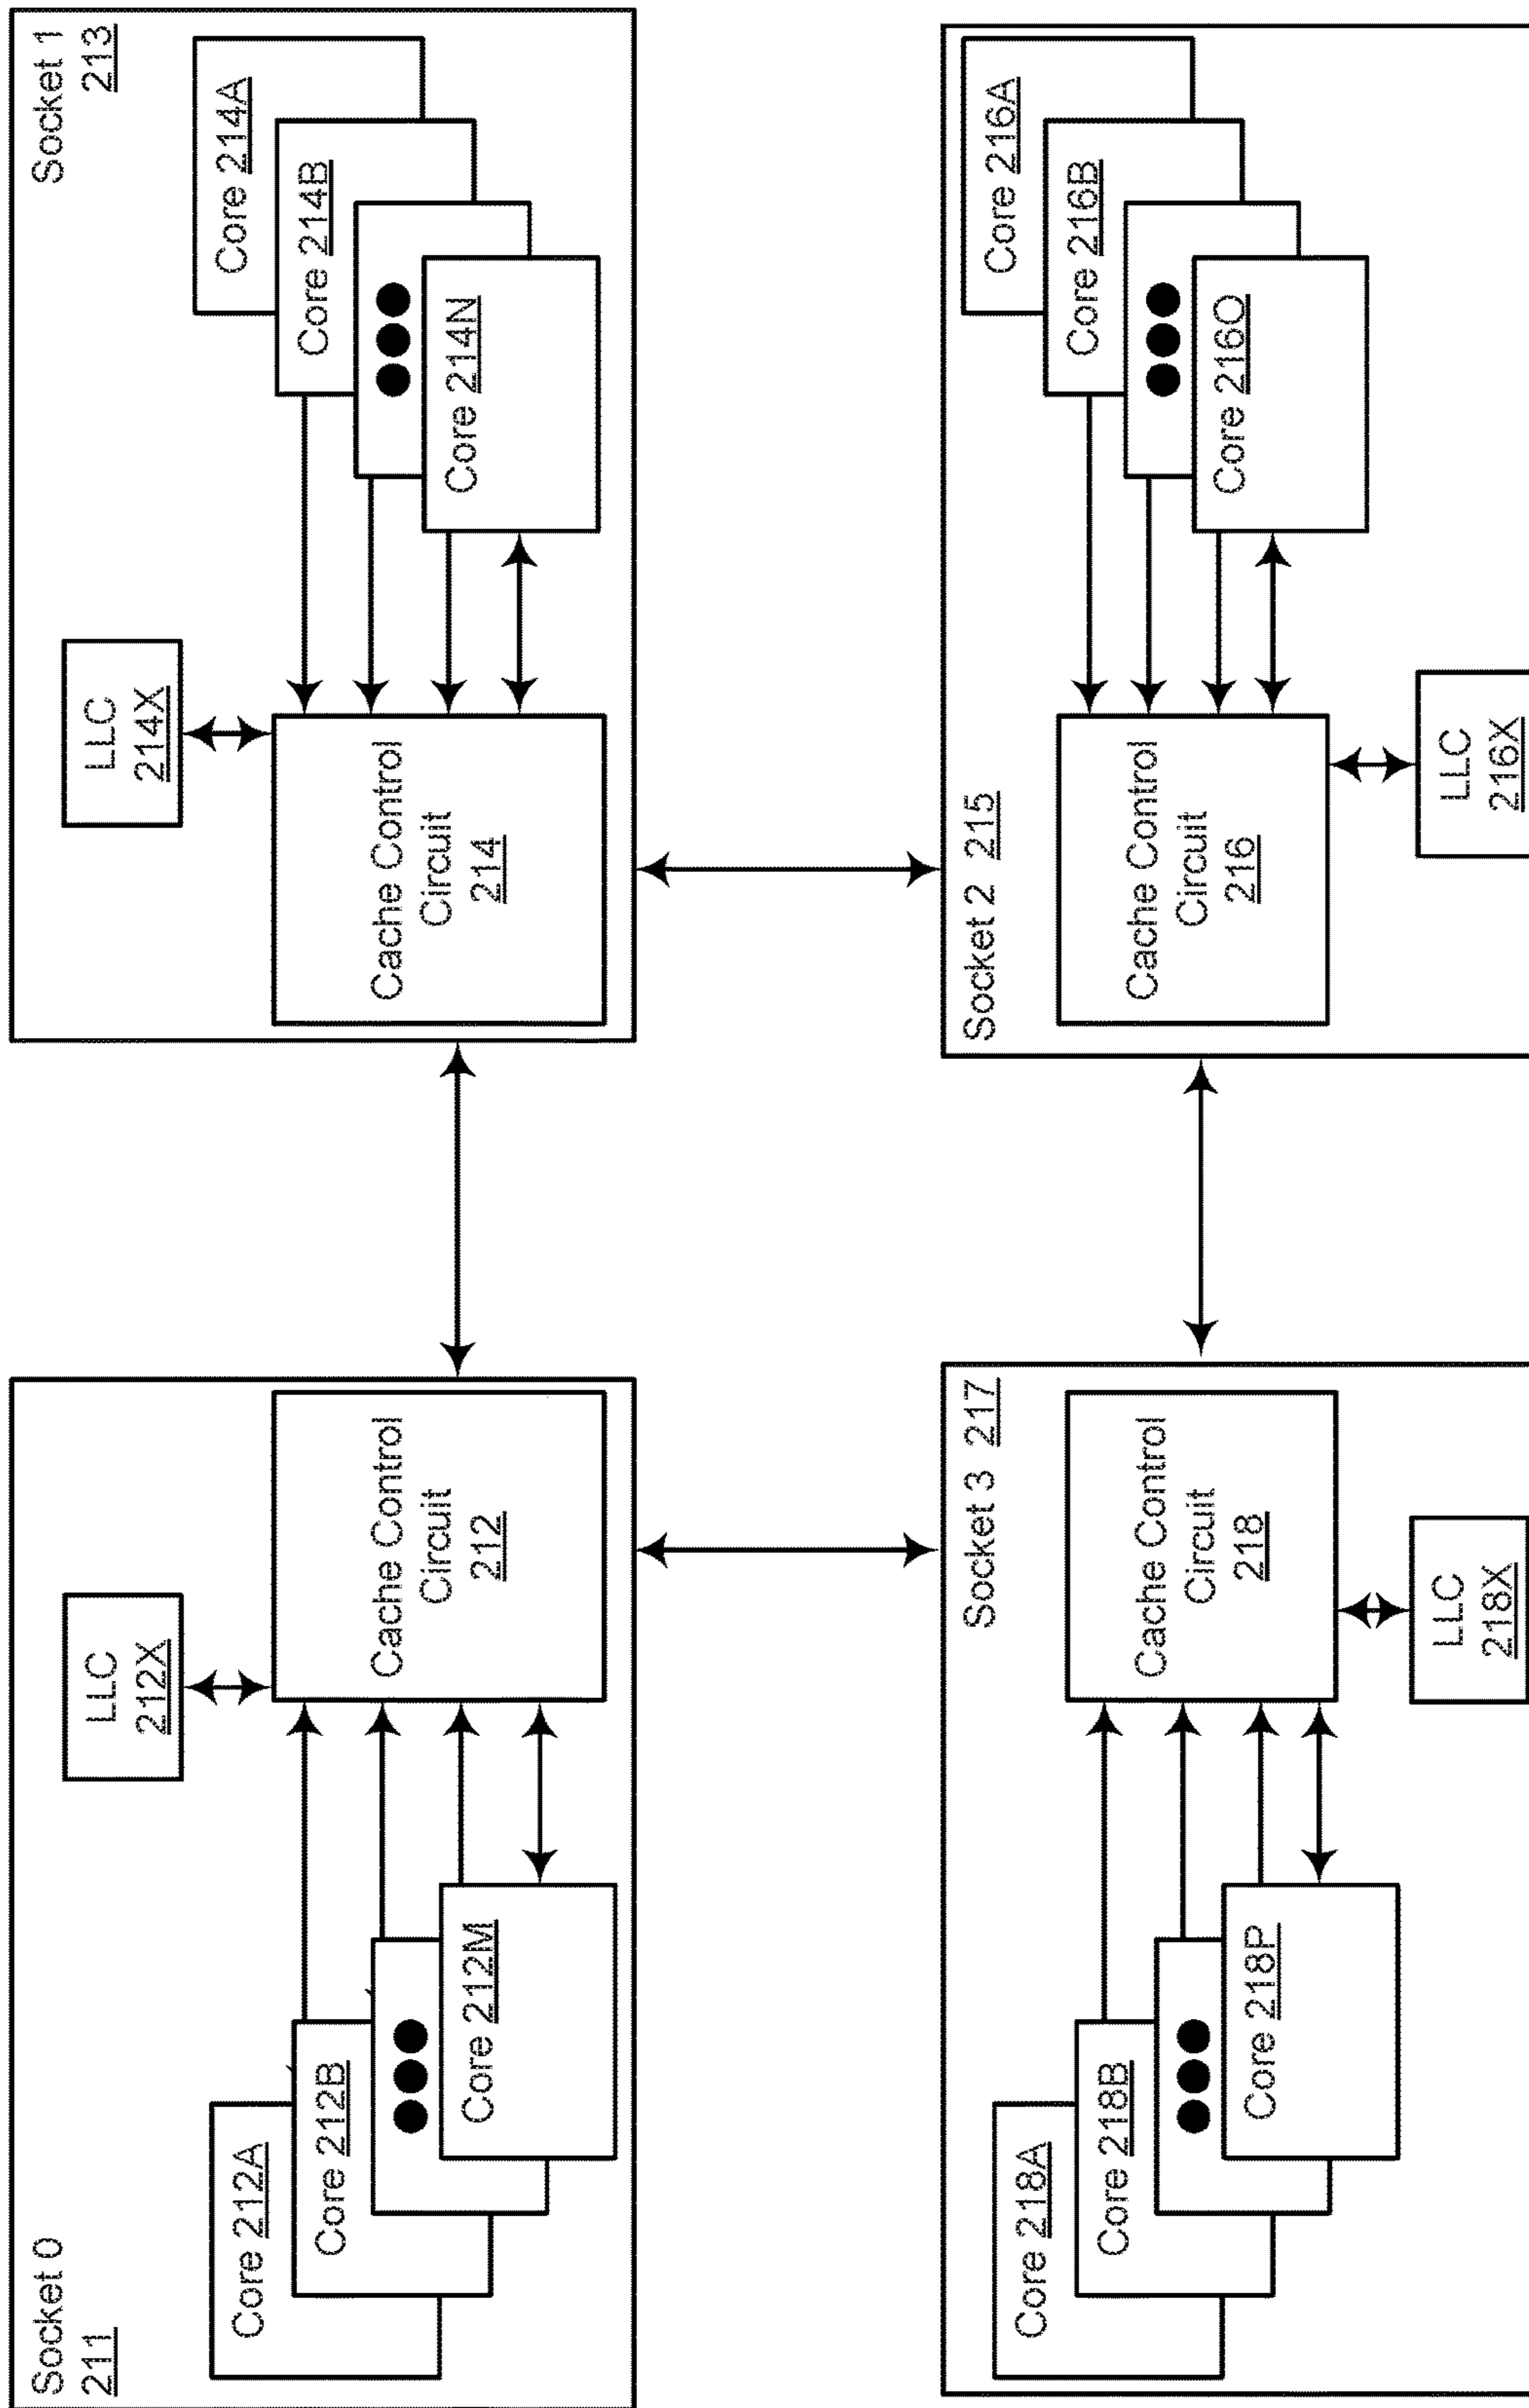 Socket 0
211
Core 212A
Core 212B
Core 212M
LLC
212X
Cache Control
Circuit
212
Socket 1
213
LLC
214X
Cache Control
Circuit
214
Core 214A
Core 214B
Core 214N
Socket 3 217
Core 218A
Core 218B
Core 218P
Cache Control
Circuit
218
LLC
218X
Socket 2 215
Cache Control
Circuit
216
LLC
216X
Core 216A
Core 216B
Core 216O